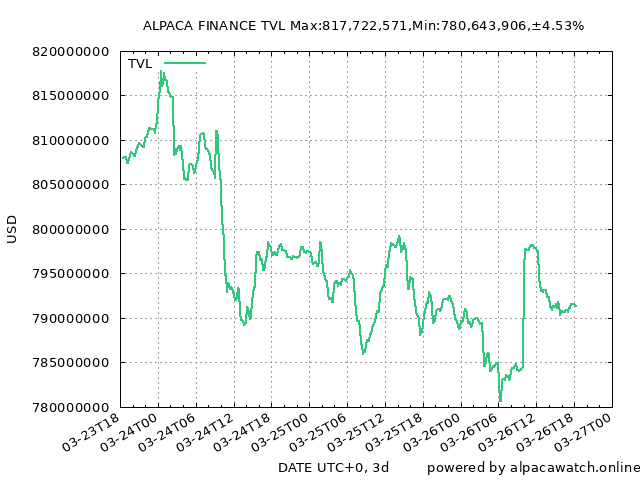 ALPACA FINANCE TVL Max:817,722,571,Min:780,643,906,±4.53%
820000000
TVL
815000000
810000000
805000000
800000000
795000000
790000000
785000000
780000000
USD
03-23T18
03-24T00
03-24T06
03-24T12
03-24T18
03-25T00
03-25T06
03-25T12
03-25T18
03-26T00
03-26T06
03-26T12
03-26T18
03-27T00
DATE UTC+0, 3d
powered by alpacawatch.online